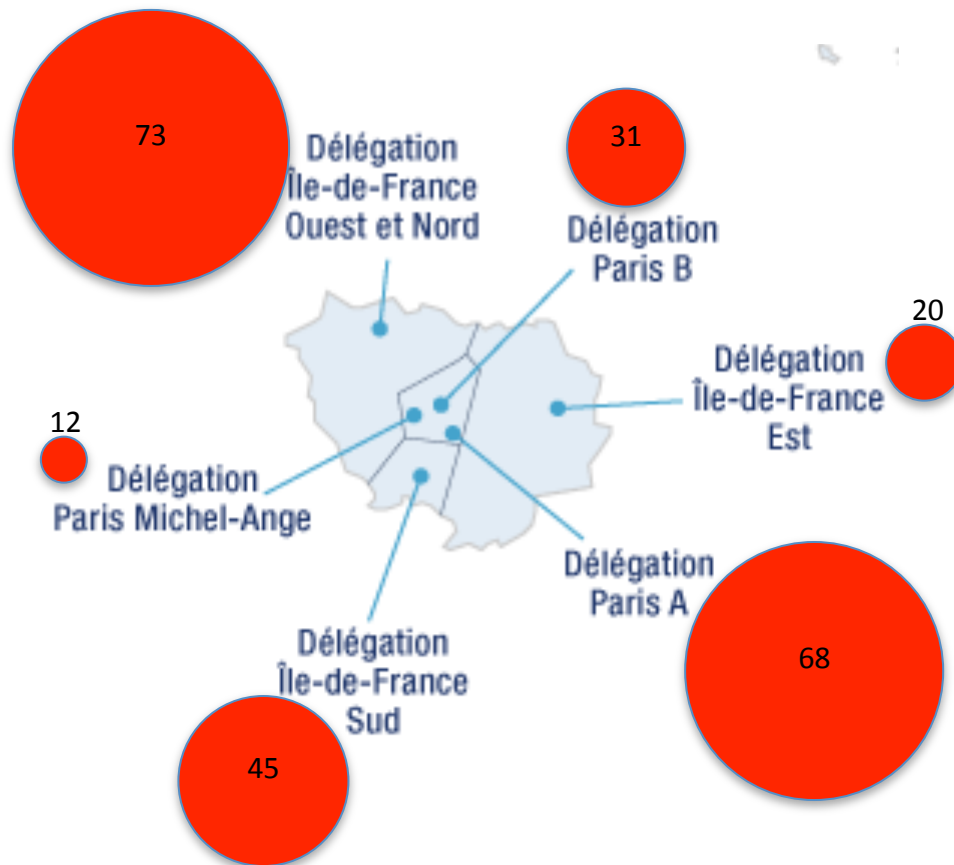 73
Délégation
Île-de-France
Ouest et Nord
31
Délégation
Paris B
20
Délégation
Île-de-France
Est
12
Délégation
Paris Michel-Ange
Délégation
Paris A
68
Délégation
Île-de-France
Sud
45